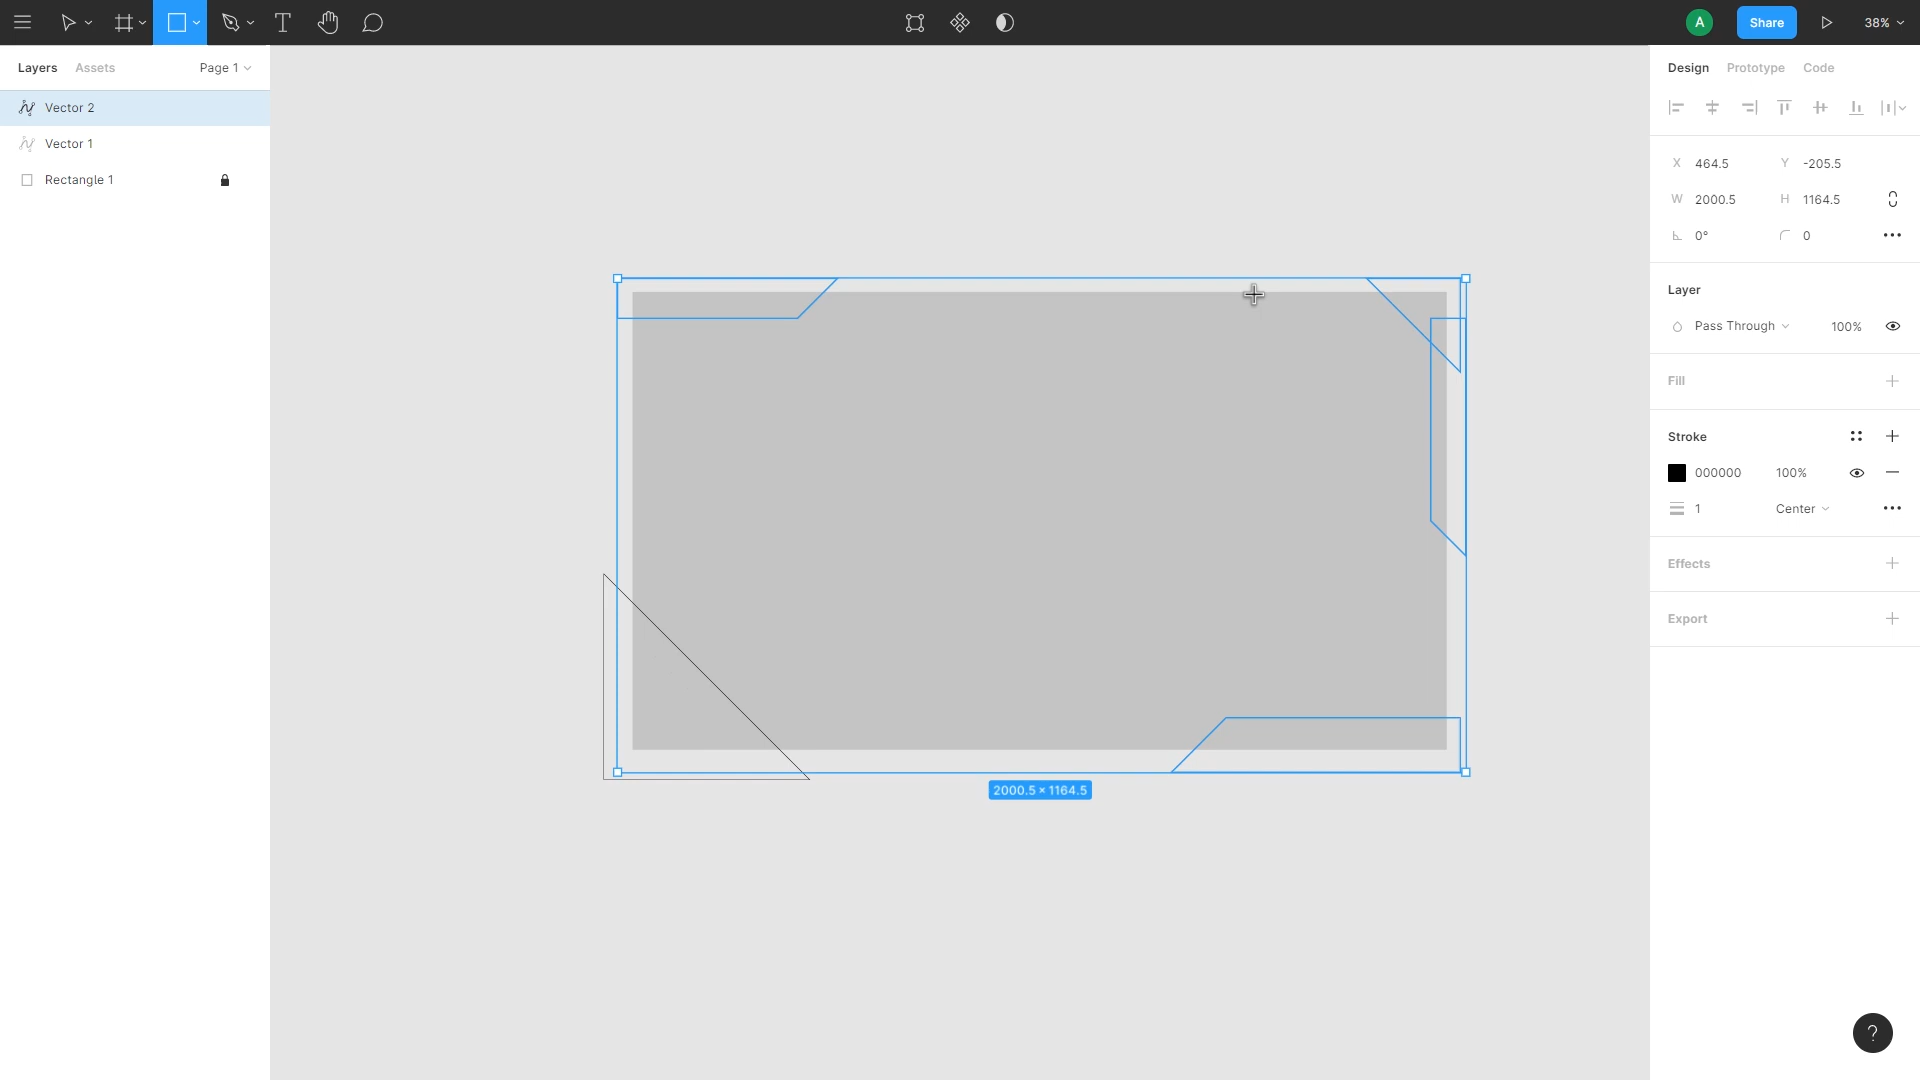 A
Share
38%
Layers
Assets
Page 1
Design
Prototype
Code
Vector 2
Vector 1
Rectangle 1
X 464.5 Y -205.5
W 2000.5 H 1164.5
0° 0
Layer
Pass Through 100%
Fill
Stroke
000000 100%
1 Center
Effects
Export
2000.5 × 1164.5
?